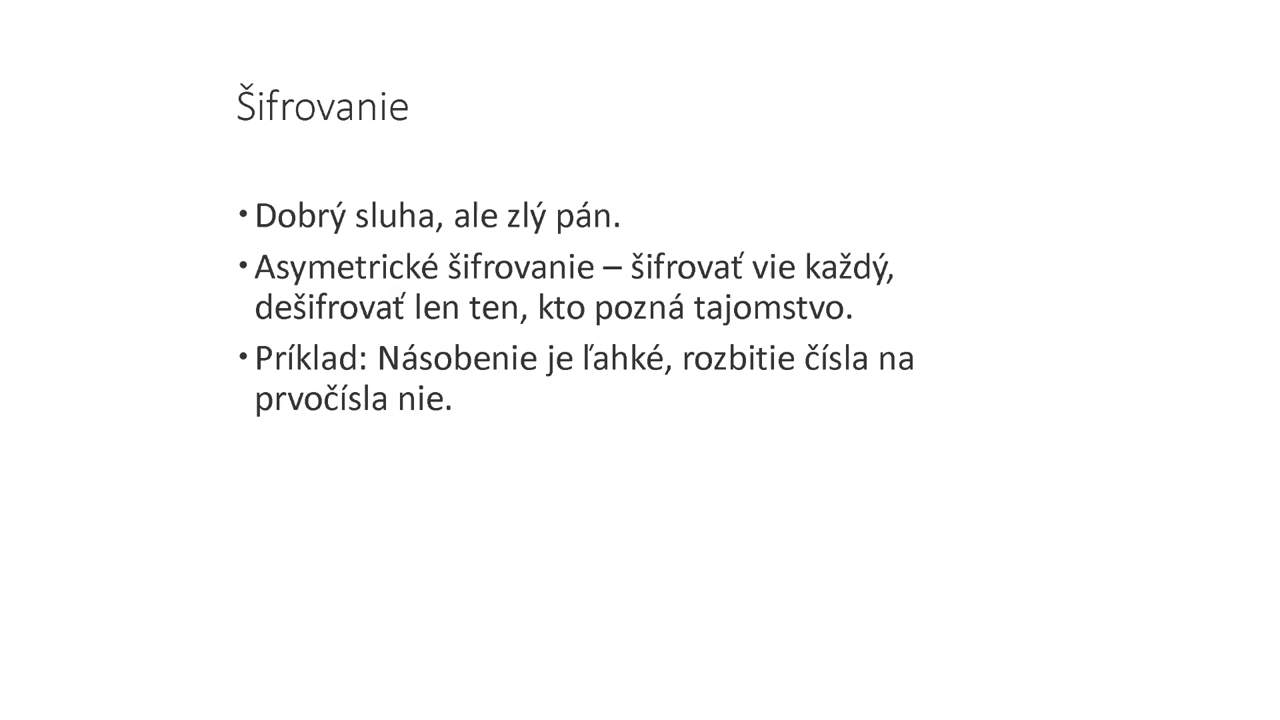 Šifrovanie
• Dobrý sluha, ale zlý pán.
• Asymetrické šifrovanie – šifrovať vie každý,
dešifrovať len ten, kto pozná tajomstvo.
• Príklad: Násobenie je ľahké, rozbitie čísla na
prvočísla nie.